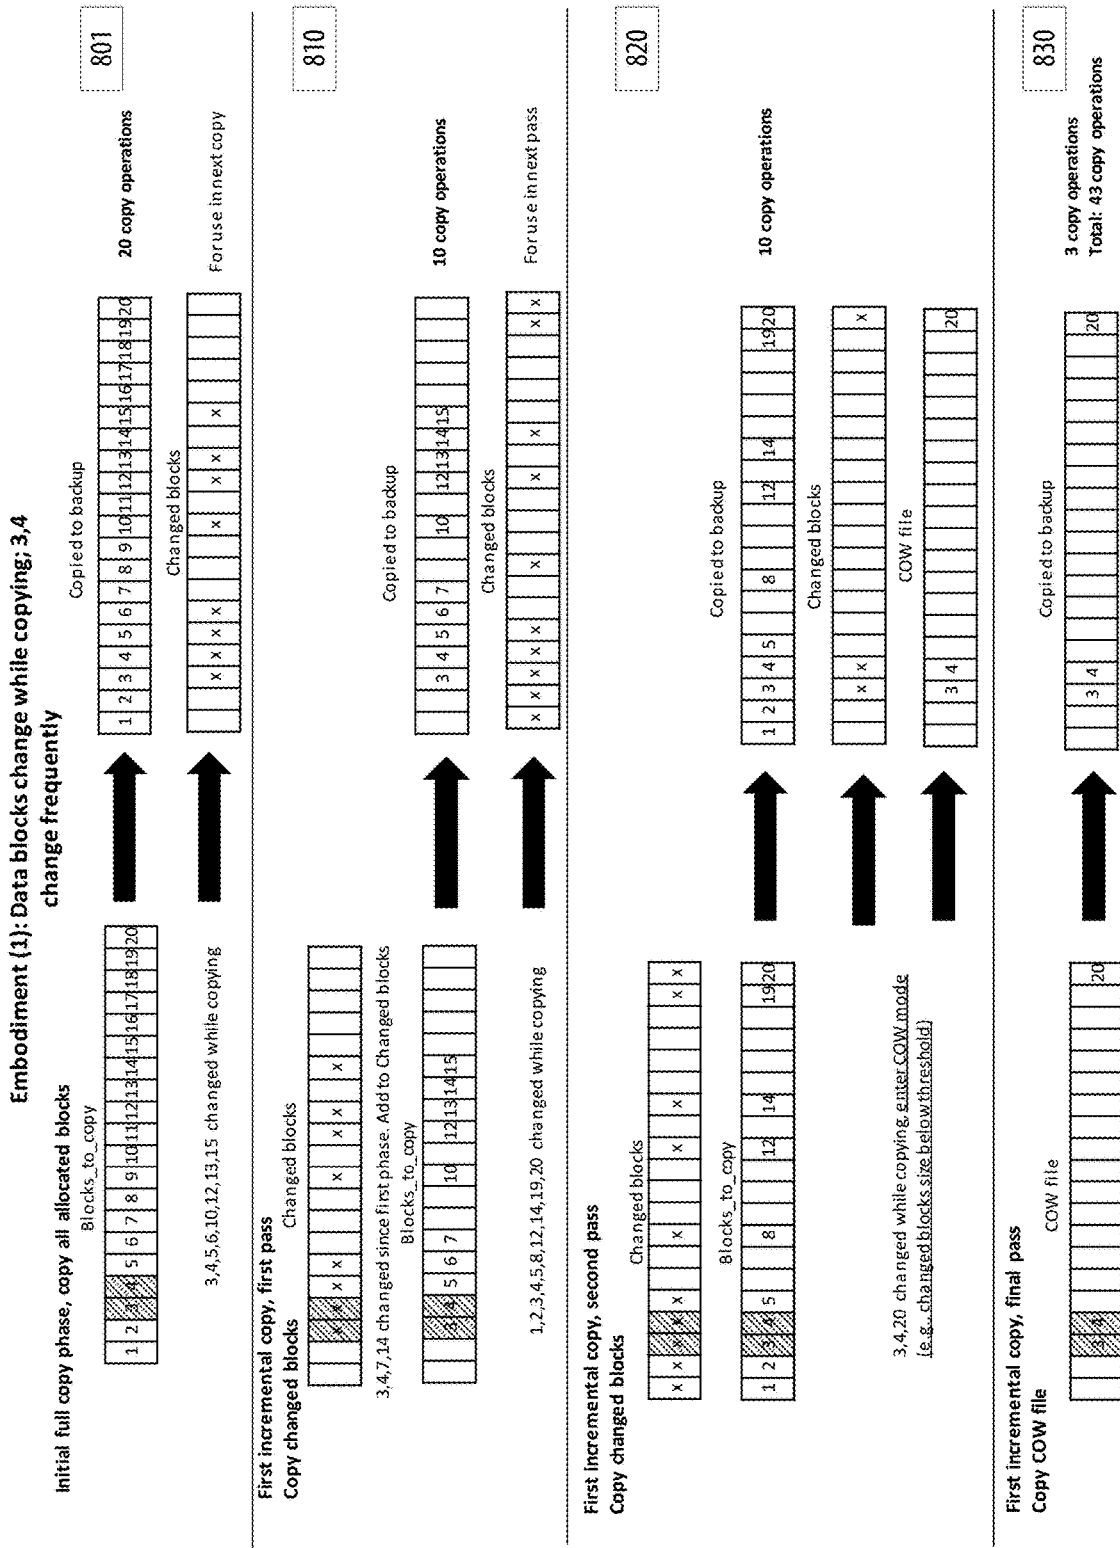 Embodiment (1): Data blocks change while copying; 3,4
change frequently
Initial full copy phase, copy all allocated blocks
801
Blocks_to_copy
Copied to backup
1 2 3 4 5 6 7 8 9 10 11 12 13 14 15 16 17 18 19 20
1 2 3 4 5 6 7 8 9 10 11 12 13 14 15 16 17 18 19 20
20 copy operations
Changed blocks
3,4,5,6,10,12,13,15 changed while copying
x x x x x x x x
For use in next copy
First incremental copy, first pass
Copy changed blocks
810
Changed blocks
x x x x x x x x
3,4,7,14 changed since first phase. Add to Changed blocks
Blocks_to_copy
Copied to backup
3 4 5 6 7 10 12 13 14 15
3 4 5 6 7 10 12 13 14 15
10 copy operations
Changed blocks
1,2,3,4,5,8,12,14,19,20 changed while copying
x x x x x x x x x x
For use in next pass
First incremental copy, second pass
Copy changed blocks
820
Changed blocks
x x x x x x x x x x
Blocks_to_copy
Copied to backup
1 2 3 4 5 8 12 14 19 20
1 2 3 4 5 8 12 14 19 20
10 copy operations
Changed blocks
x x x
3,4,20 changed while copying, enter COW mode
(e.g., changed blocks size below threshold)
COW file
3 4 20
First incremental copy, final pass
Copy COW file
830
COW file
Copied to backup
3 4 20
3 4 20
3 copy operations
Total: 43 copy operations